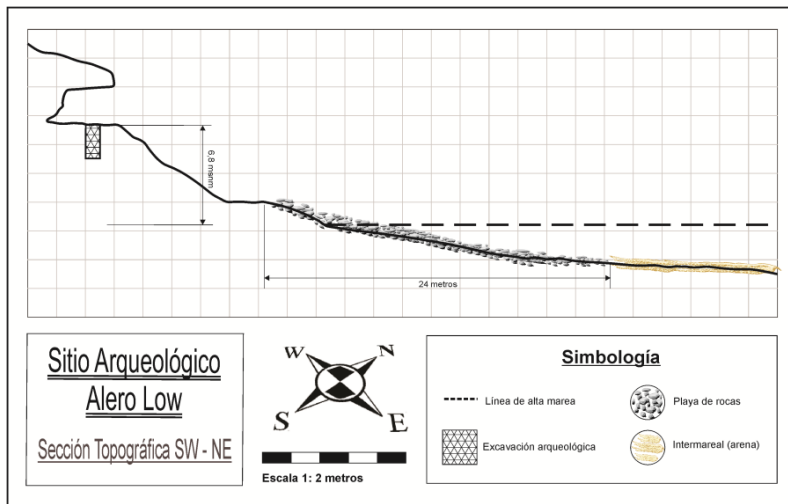 6,8 msnm
24 metros
Sitio Arqueológico
Alero Low
Sección Topográfica SW - NE
W
N
S
E
Escala 1: 2 metros
Simbología
Línea de alta marea
Playa de rocas
Excavación arqueológica
Intermareal (arena)